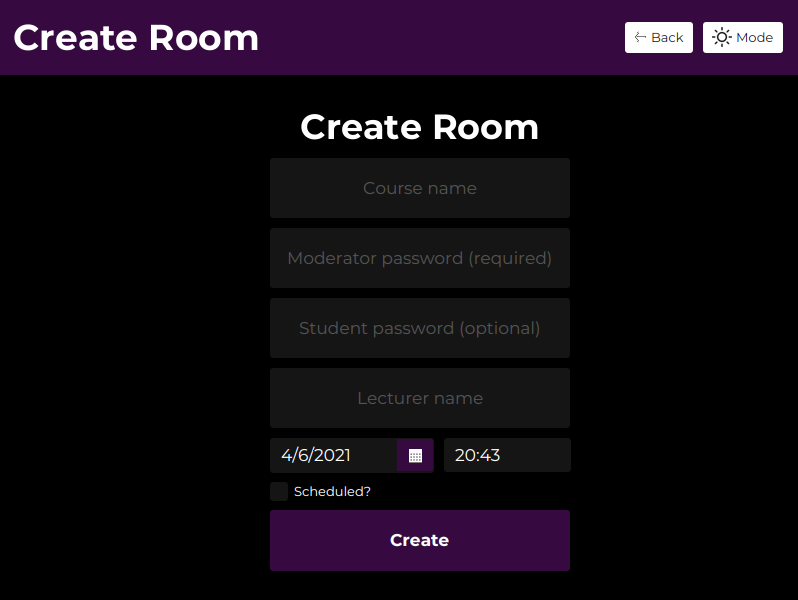 Create Room
Back
Mode
Create Room
Course name
Moderator password (required)
Student password (optional)
Lecturer name
4/6/2021
20:43
Scheduled?
Create